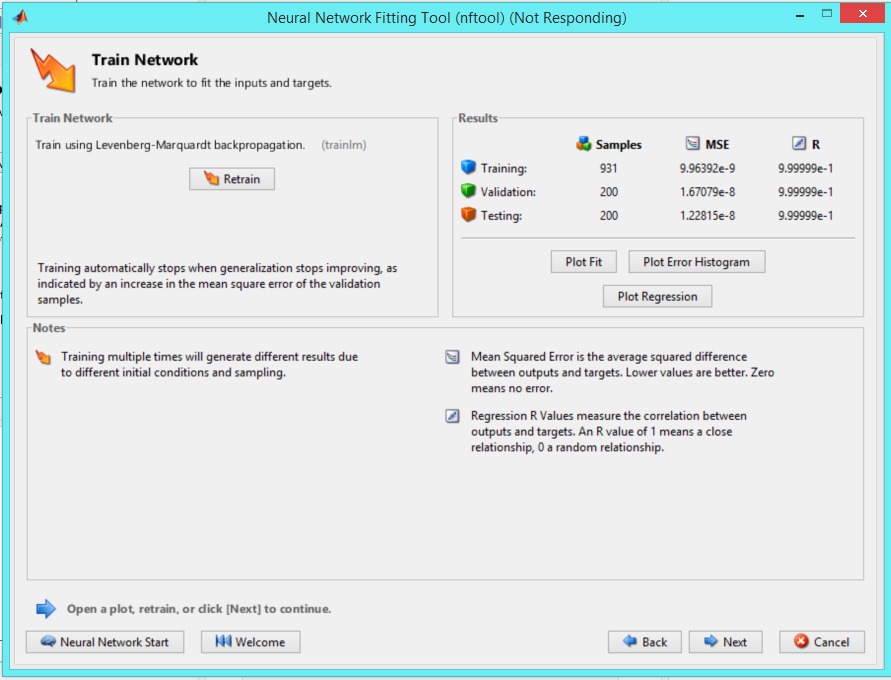 Neural Network Fitting Tool (nftool) (Not Responding)
Train Network
Train the network to fit the inputs and targets.
Train Network
Train using Levenberg-Marquardt backpropagation. (trainlm)
Retrain
Training automatically stops when generalization stops improving, as
indicated by an increase in the mean square error of the validation
samples.
Results
Samples MSE R
Training: 931 9.96392e-9 9.99999e-1
Validation: 200 1.67079e-8 9.99999e-1
Testing: 200 1.22815e-8 9.99999e-1
Plot Fit Plot Error Histogram
Plot Regression
Notes
Training multiple times will generate different results due
to different initial conditions and sampling.
Mean Squared Error is the average squared difference
between outputs and targets. Lower values are better. Zero
means no error.
Regression R Values measure the correlation between
outputs and targets. An R value of 1 means a close
relationship, 0 a random relationship.
Open a plot, retrain, or click [Next] to continue.
Neural Network Start Welcome Back Next Cancel